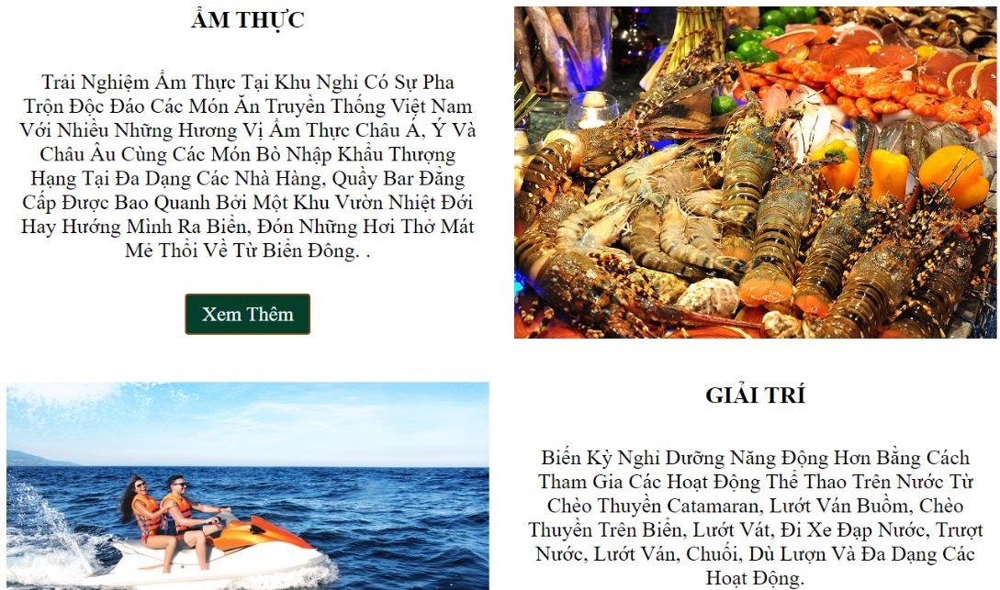 ẨM THỰC
Trải Nghiệm Ẩm Thực Tại Khu Nghỉ Có Sự Pha
Trộn Độc Đáo Các Món Ăn Truyền Thống Việt Nam
Với Nhiều Những Hương Vị Ẩm Thực Châu Á, Ý Và
Châu Âu Cùng Các Món Bò Nhập Khẩu Thượng
Hạng Tại Đa Dạng Các Nhà Hàng, Quầy Bar Đẳng
Cấp Được Bao Quanh Bởi Một Khu Vườn Nhiệt Đới
Hay Hướng Mình Ra Biển, Đón Những Hơi Thở Mát
Mẻ Thổi Về Từ Biển Đông. .
Xem Thêm
GIẢI TRÍ
Biến Kỳ Nghỉ Dưỡng Năng Động Hơn Bằng Cách
Tham Gia Các Hoạt Động Thể Thao Trên Nước Từ
Chèo Thuyền Catamaran, Lướt Ván Buồm, Chèo
Thuyền Trên Biển, Lướt Vát, Đi Xe Đạp Nước, Trượt
Nước, Lướt Ván, Chuối, Dù Lượn Và Đa Dạng Các
Hoạt Động.